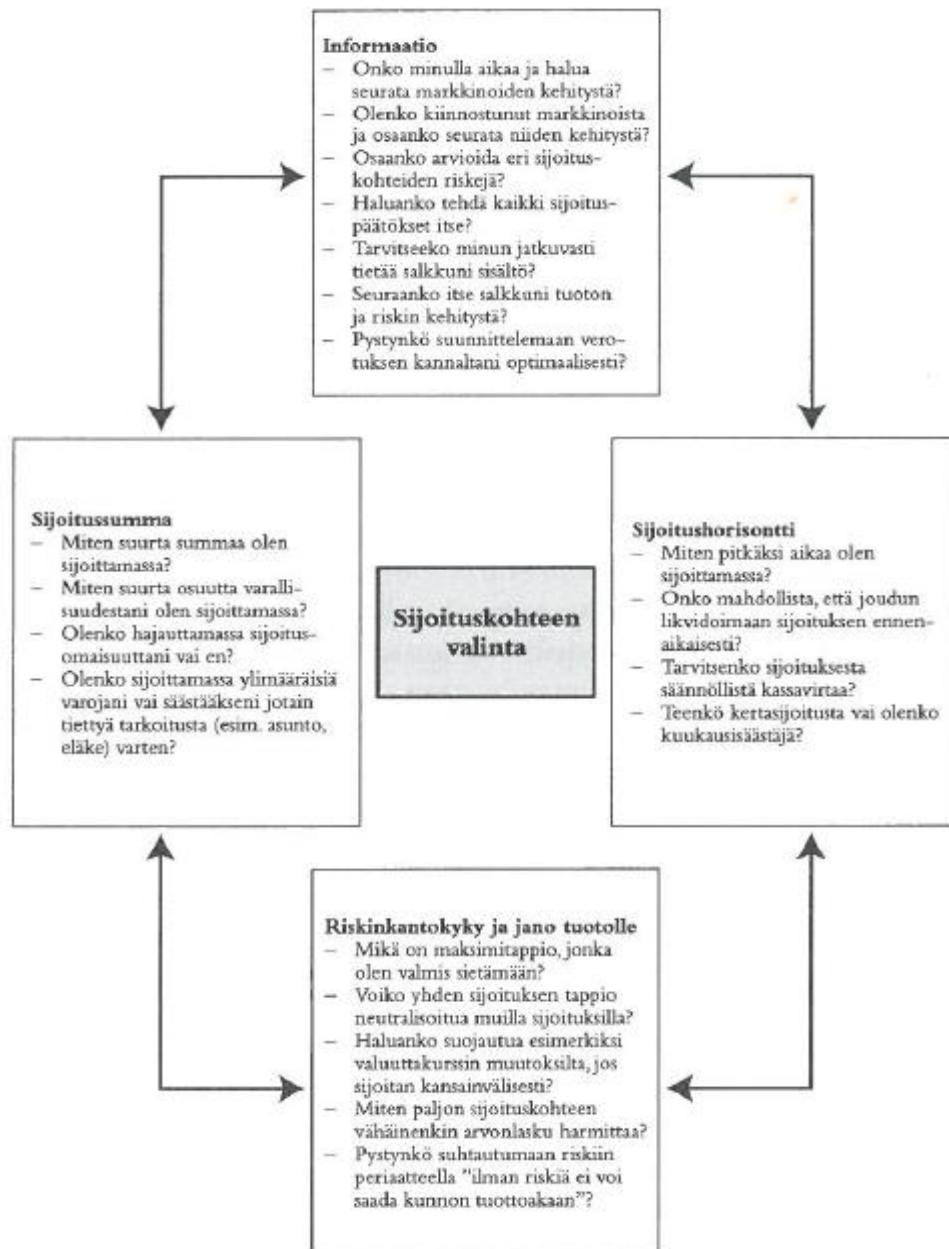 Informaatio
– Onko minulla aikaa ja halua
seurata markkinoiden kehitystä?
– Olenko kiinnostunut markkinoista
ja osaanko seurata niiden kehitystä?
– Osaanko arvioida eri sijoitus-
kohteiden riskejä?
– Haluanko tehdä kaikki sijoitus-
päätökset itse?
– Tarvitseeko minun jatkuvasti
tietää salkkuni sisältö?
– Seuraanko itse salkkuni tuoton
ja riskin kehitystä?
– Pystynkö suunnittelemaan vero-
tuksen kannaltani optimaalisesti?
Sijoitussumma
– Miten suurta summaa olen
sijoittamassa?
– Miten suurta osuutta varalli-
suudestani olen sijoittamassa?
– Olenko hajauttamassa sijoitus-
omaisuuttani vai en?
– Olenko sijoittamassa ylimääräisiä
varojani vai säästääkseni jotain
tiettyä tarkoitusta (esim. asunto,
eläke) varten?
Sijoituskohteen
valinta
Sijoitushorisontti
– Miten pitkäksi aikaa olen
sijoittamassa?
– Onko mahdollista, että joudun
likvidoimaan sijoituksen ennen-
aikaisesti?
– Tarvitsenko sijoituksesta
säännöllistä kassavirtaa?
– Teenkö kertasijoitusta vai olenko
kuukausisäästäjä?
Riskinkantokyky ja jano tuotolle
– Mikä on maksimitappio, jonka
olen valmis sietämään?
– Voiko yhden sijoituksen tappio
neutralisoitua muilla sijoituksilla?
– Haluanko suojautua esimerkiksi
valuuttakurssin muutoksilta, jos
sijoitan kansainvälisesti?
– Miten paljon sijoituskohteen
vähäinenkin arvonlasku harmittaa?
– Pystynkö suhtautumaan riskiin
periaatteella ”ilman riskiä ei voi
saada kunnon tuottoakaan”?